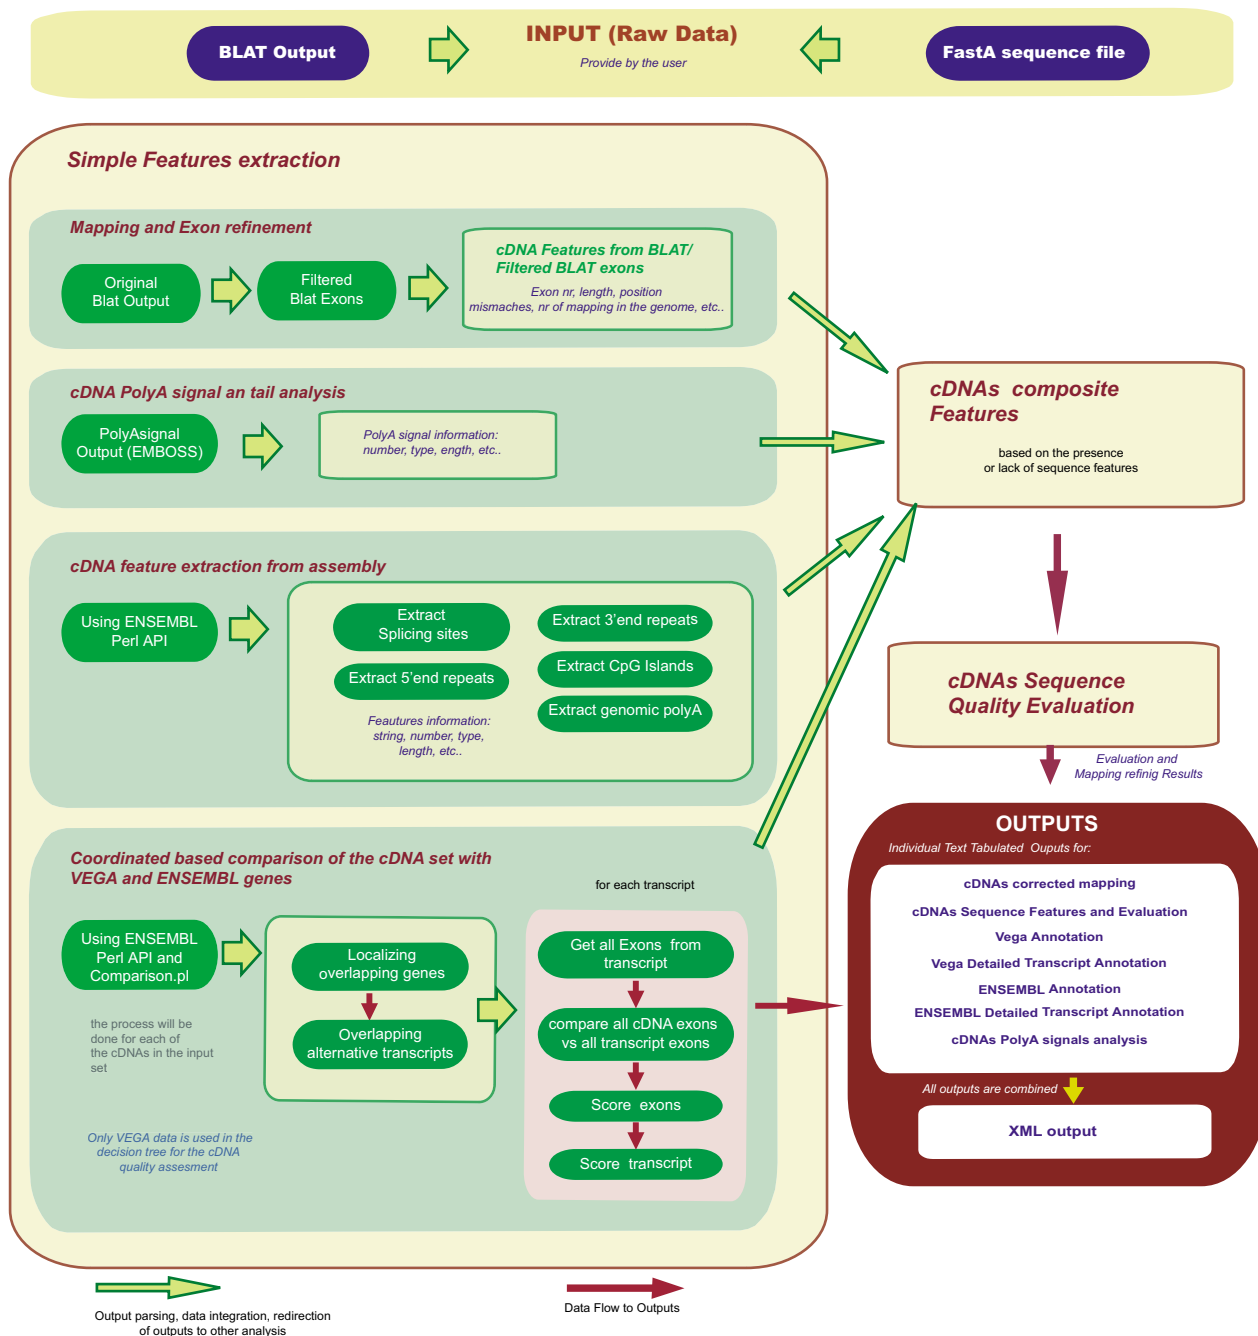 BLAT Output
INPUT (Raw Data)
Provide by the user
FastA sequence file
Simple Features extraction
Mapping and Exon refinement
Original
Blat Output
Filtered
Blat Exons
cDNA Features from BLAT/
Filtered BLAT exons
Exon nr, length, position
mismaches, nr of mapping in the genome, etc..
cDNA PolyA signal an tail analysis
PolyAsignal
Output (EMBOSS)
PolyA signal information:
number, type, ength, etc..
cDNAs composite
Features
based on the presence
or lack of sequence features
cDNA feature extraction from assembly
Using ENSEMBL
Perl API
Extract
Splicing sites
Extract 5'end repeats
Feautures information:
string, number, type,
length, etc..
Extract 3'end repeats
Extract CpG Islands
Extract genomic polyA
cDNAs Sequence
Quality Evaluation
Evaluation and
Mapping refinig Results
Coordinated based comparison of the cDNA set with
VEGA and ENSEMBL genes
Using ENSEMBL
Perl API and
Comparison.pl
the process will be
done for each of
the cDNAs in the input
set
Only VEGA data is used in the
decision tree for the cDNA
quality assesment
Localizing
overlapping genes
Overlapping
alternative transcripts
for each transcript
Get all Exons from
transcript
compare all cDNA exons
vs all transcript exons
Score exons
Score transcript
OUTPUTS
Individual Text Tabulated Ouputs for:
cDNAs corrected mapping
cDNAs Sequence Features and Evaluation
Vega Annotation
Vega Detailed Transcript Annotation
ENSEMBL Annotation
ENSEMBL Detailed Transcript Annotation
cDNAs PolyA signals analysis
All outputs are combined
XML output
Output parsing, data integration, redirection
of outputs to other analysis
Data Flow to Outputs